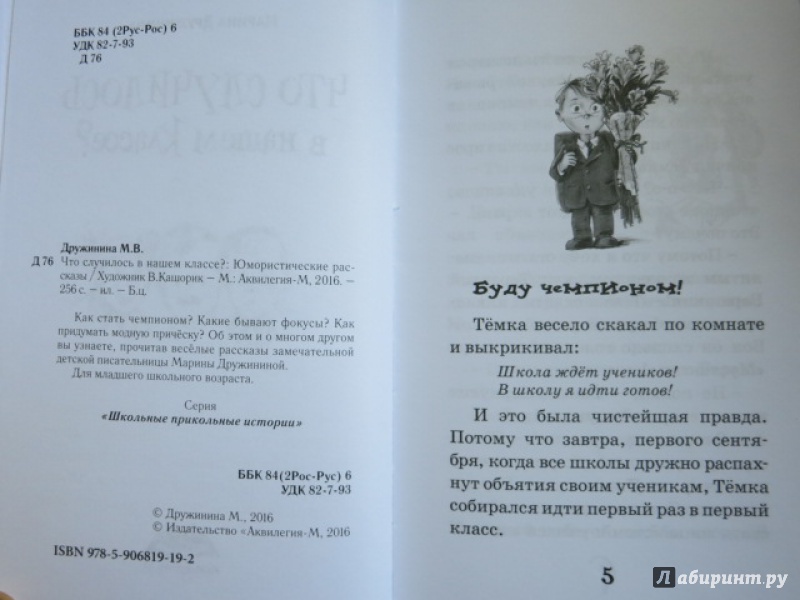 ББК 84 (2Рус-Рос) 6
УДК 82-7-93
Д 76
Дружинина М.В.
Д 76 Что случилось в нашем классе?: Юмористические рас-
сказы / Художник В.Кашорик — М.: Аквилегия-М, 2016. —
256 с. — ил. — Б.ц.
Как стать чемпионом? Какие бывают фокусы? Как
придумать модную причёску? Об этом и о многом другом
вы узнаете, прочитав весёлые рассказы замечательной
детской писательницы Марины Дружининой.
Для младшего школьного возраста.
Серия
«Школьные прикольные истории»
ББК 84(2Рос-Рус) 6
УДК 82-7-93
© Дружинина М., 2016
© Издательство «Аквилегия-М, 2016
ISBN 978-5-906819-19-2
Буду чемпионом!
Тёмка весело скакал по комнате
и выкрикивал:
Школа ждёт учеников!
В школу я идти готов!
И это была чистейшая правда.
Потому что завтра, первого сентя-
бря, когда все школы дружно распах-
нут объятия своим ученикам, Тёмка
собирался идти первый раз в первый
класс.
5
Лабиринт.ру